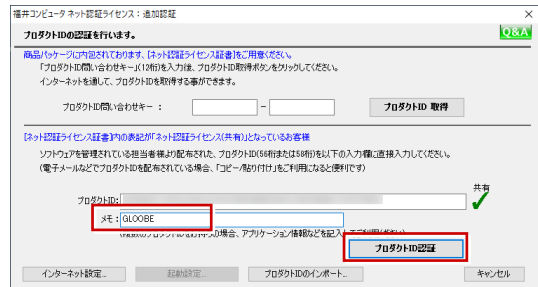 福井コンピュータ ネット認証ライセンス：追加認証
プロダクトIDの認証を行います。
Q&A
商品パッケージに内包されております、[ネット認証ライセンス証書]をご用意ください。
「プロダクトID問い合わせキー」(12桁)を入力後、プロダクトID取得ボタンをクリックしてください。
インターネットを通して、プロダクトIDを取得する事ができます。
プロダクトID問い合わせキー ： －
プロダクトID 取得
[ネット認証ライセンス証書]内の表記が「ネット認証ライセンス(共有)」となっているお客様
ソフトウェアを管理されている担当者様より配布された、プロダクトID(56桁または58桁)を以下の入力欄に直接入力してください。
(電子メールなどでプロダクトIDを配布されている場合、「コピー/貼り付け」をご利用になると便利です)
共有
プロダクトID:
メモ： GLOOBE
場合、アプリケーション情報などを記入
プロダクトID認証
インターネット設定...
起動設定...
プロダクトIDのインポート...
キャンセル